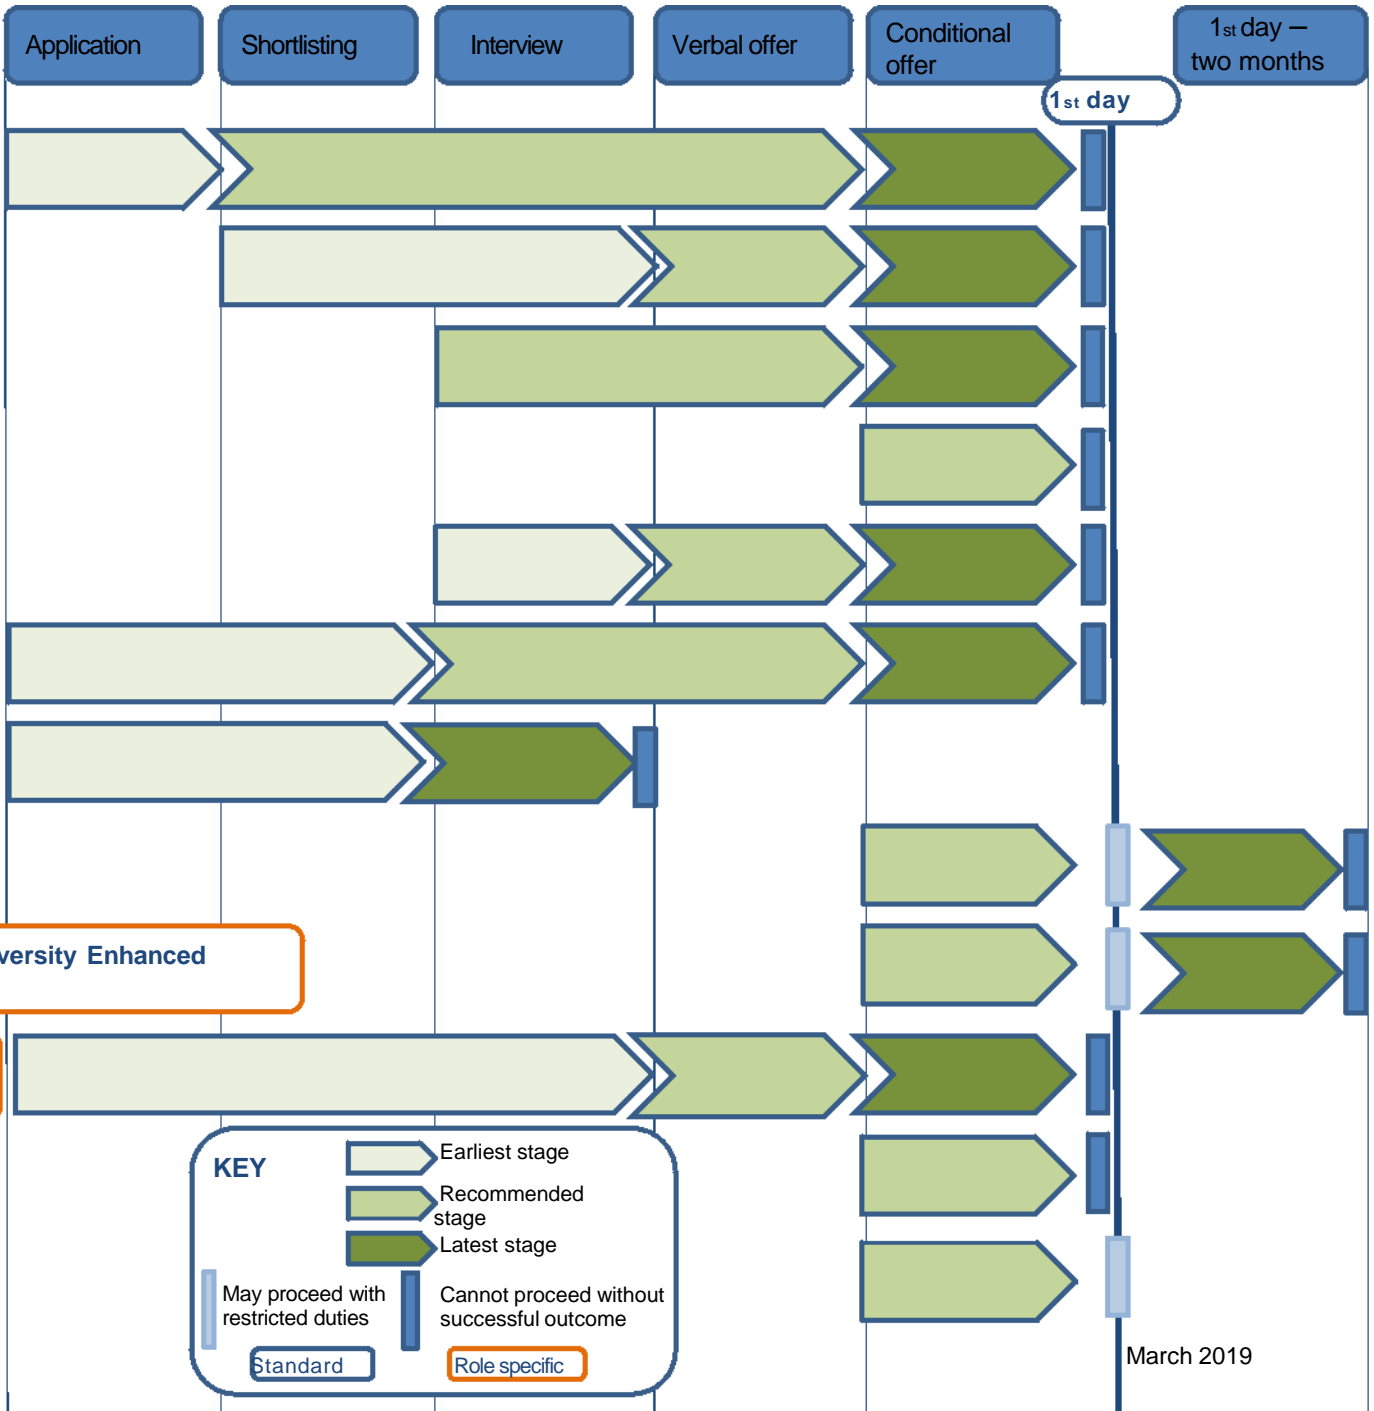 Application
Shortlisting
Interview
Verbal offer
Conditional
offer
1st day –
two months
1st day
versity Enhanced
KEY
Earliest stage
Recommended
stage
Latest stage
May proceed with
restricted duties
Cannot proceed without
successful outcome
Standard
Role specific
March 2019